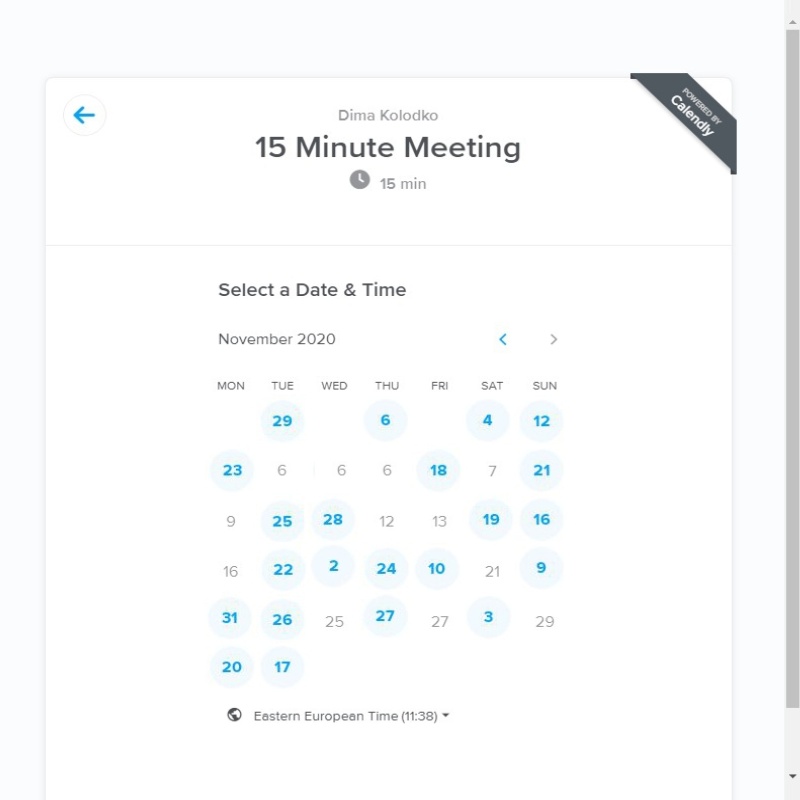 POWERED BY
Calendly
Dima Kolodko
15 Minute Meeting
15 min
Select a Date & Time
November 2020
MON TUE WED THU FRI SAT SUN
29 6 4 12
23 6 6 6 18 7 21
9 25 28 12 13 19 16
16 22 2 24 10 21 9
31 26 25 27 27 3 29
20 17
Eastern European Time (11:38)